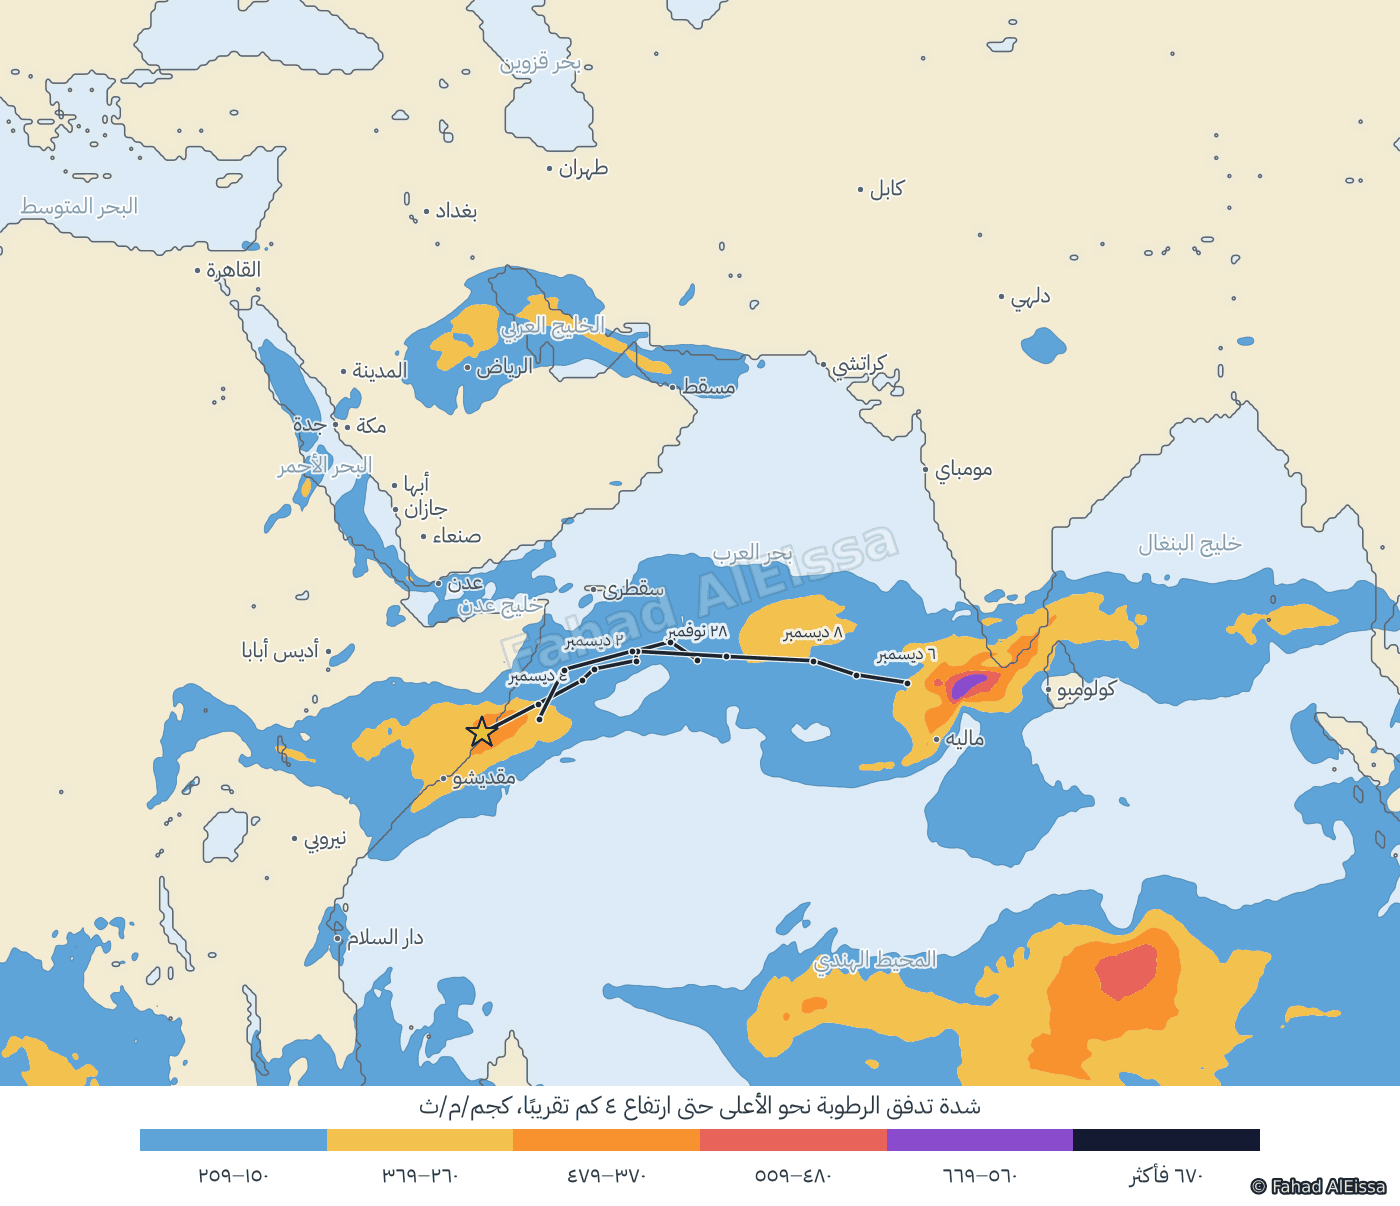 بحر قزوين
طهران
كابل
البحر المتوسط
بغداد
القاهرة
دلهي
الخليج العربي
المدينة
الرياض
مسقط
كراتشي
جدة
مكة
البحر الأحمر
مومباي
أبها
جازان
صنعاء
خليج البنغال
بحر العرب
Fahad AlEissa
عدن
سقطرى
خليج عدن
٢٨ نوفمبر
٢ ديسمبر
٨ ديسمبر
أديس أبابا
٦ ديسمبر
٤ ديسمبر
كولومبو
ماليه
مقديشو
نيروبي
دار السلام
المحيط الهندي
شدة تدفق الرطوبة نحو الأعلى حتى ارتفاع ٤ كم تقريبًا، كجم/م/ث
١٥٠–٢٥٩
٢٦٠–٣٦٩
٣٧٠–٤٧٩
٤٨٠–٥٥٩
٥٦٠–٦٦٩
٦٧٠ فأكثر
© Fahad AlEissa